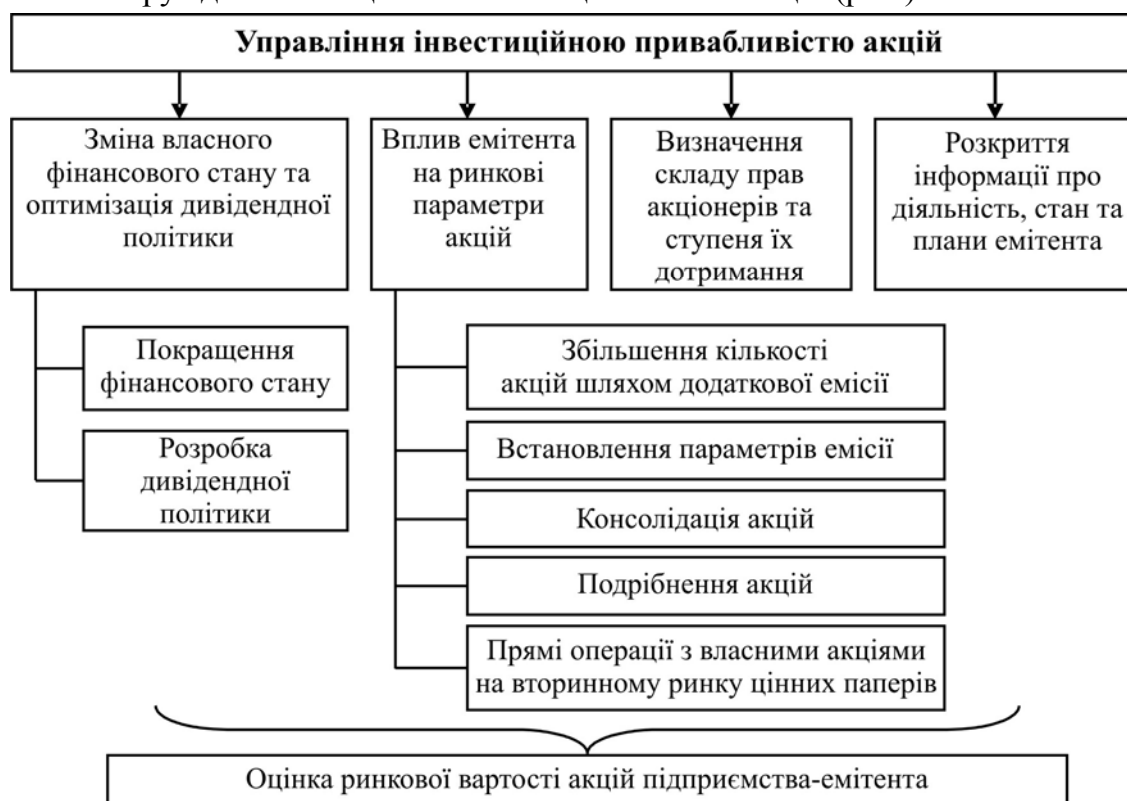 Управління інвестиційною привабливістю акцій
Зміна власного
фінансового стану та
оптимізація дивідендної
політики
Вплив емітента
на ринкові
параметри
акцій
Визначення
складу прав
акціонерів та
ступеня їх
дотримання
Розкриття
інформації про
діяльність, стан та
плани емітента
Покращення
фінансового стану
Розробка
дивідендної
політики
Збільшення кількості
акцій шляхом додаткової емісії
Встановлення параметрів емісії
Консолідація акцій
Подрібнення акцій
Прямі операції з власними акціями
на вторинному ринку цінних паперів
Оцінка ринкової вартості акцій підприємства-емітента